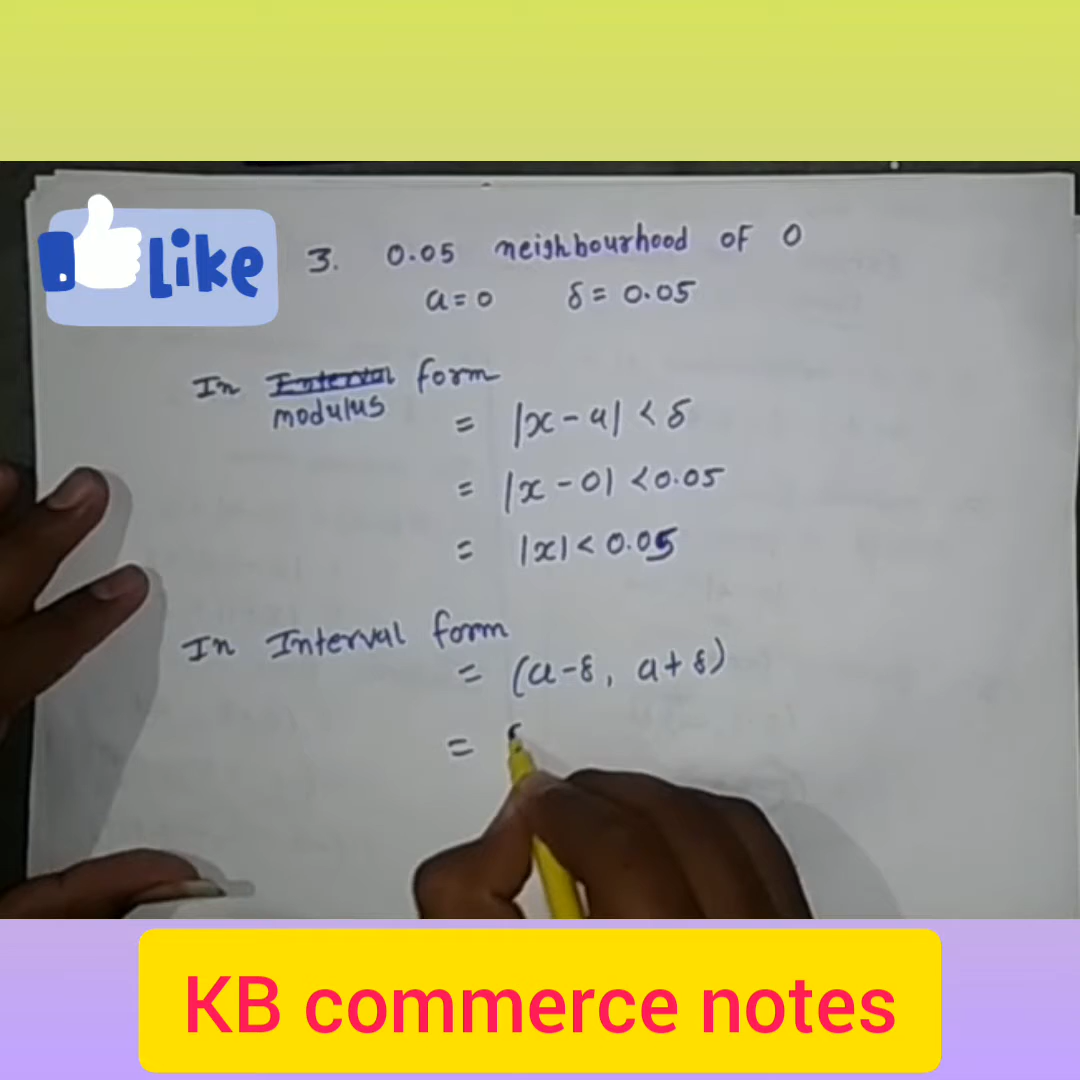 Like
3. 0.05 neighbourhood of 0
a = 0 δ = 0.05
In Interval form
modulus
= |x - a| < δ
= |x - 0| < 0.05
= |x| < 0.05
In Interval form
= (a - δ, a + δ)
=
KB commerce notes